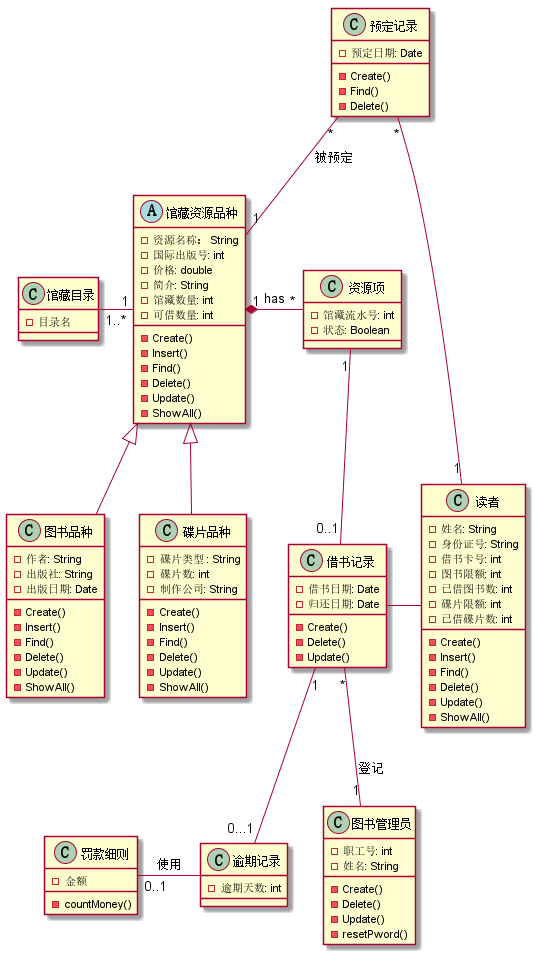 C 预定记录
预定日期: Date
Create()
Find()
Delete()
*
*
被预定
1
A 馆藏资源品种
资源名称： String
国际出版号: int
价格: double
简介: String
馆藏数量: int
可借数量: int
Create()
Insert()
Find()
Delete()
Update()
ShowAll()
C 馆藏目录
目录名
1
1..*
1 has *
C 资源项
馆藏流水号: int
状态: Boolean
1
0...1
1
C 图书品种
作者: String
出版社: String
出版日期: Date
Create()
Insert()
Find()
Delete()
Update()
ShowAll()
C 碟片品种
碟片类型 : String
碟片数: int
制作公司: String
Create()
Insert()
Find()
Delete()
Update()
ShowAll()
C 借书记录
借书日期: Date
归还日期: Date
Create()
Delete()
Update()
C 读者
姓名: String
身份证号: String
借书卡号: int
图书限额: int
已借图书数: int
碟片限额: int
已借碟片数: int
Create()
Insert()
Find()
Delete()
Update()
ShowAll()
1
*
登记
0...1
1
C 罚款细则
金额
countMoney()
使用
0..1
C 逾期记录
逾期天数: int
C 图书管理员
职工号: int
姓名: String
Create()
Delete()
Update()
resetPword()